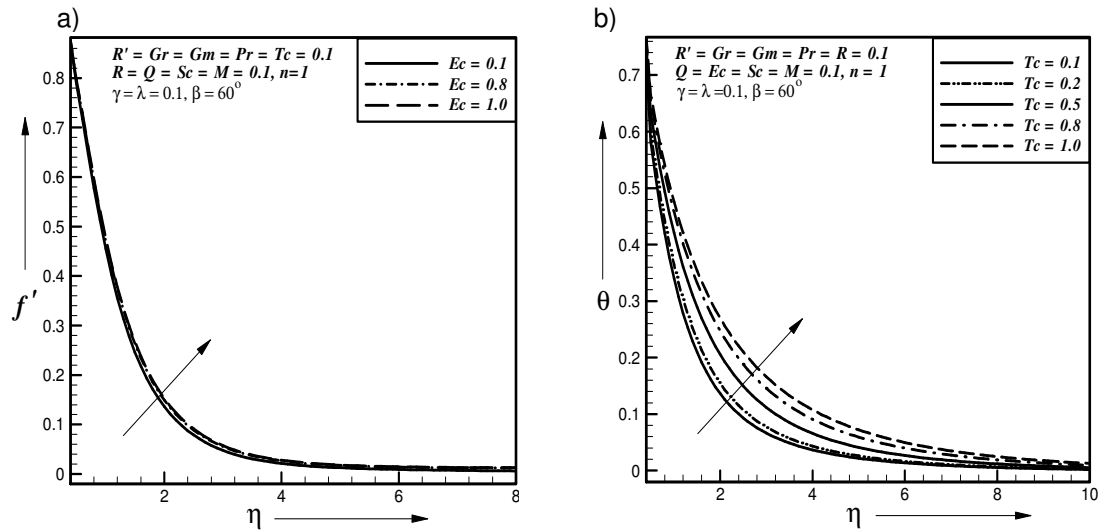 a)
R' = Gr = Gm = Pr = Tc = 0.1
R = Q = Sc = M = 0.1, n=1
γ = λ = 0.1, β = 60°
Ec = 0.1
Ec = 0.8
Ec = 1.0
0.8
0.7
0.6
0.5
0.4
0.3
0.2
0.1
0
f'
2
4
6
8
η
b)
R' = Gr = Gm = Pr = R = 0.1
Q = Ec = Sc = M = 0.1, n = 1
γ = λ =0.1, β = 60°
Tc = 0.1
Tc = 0.2
Tc = 0.5
Tc = 0.8
Tc = 1.0
0.7
0.6
0.5
0.4
0.3
0.2
0.1
0
θ
2
4
6
8
10
η